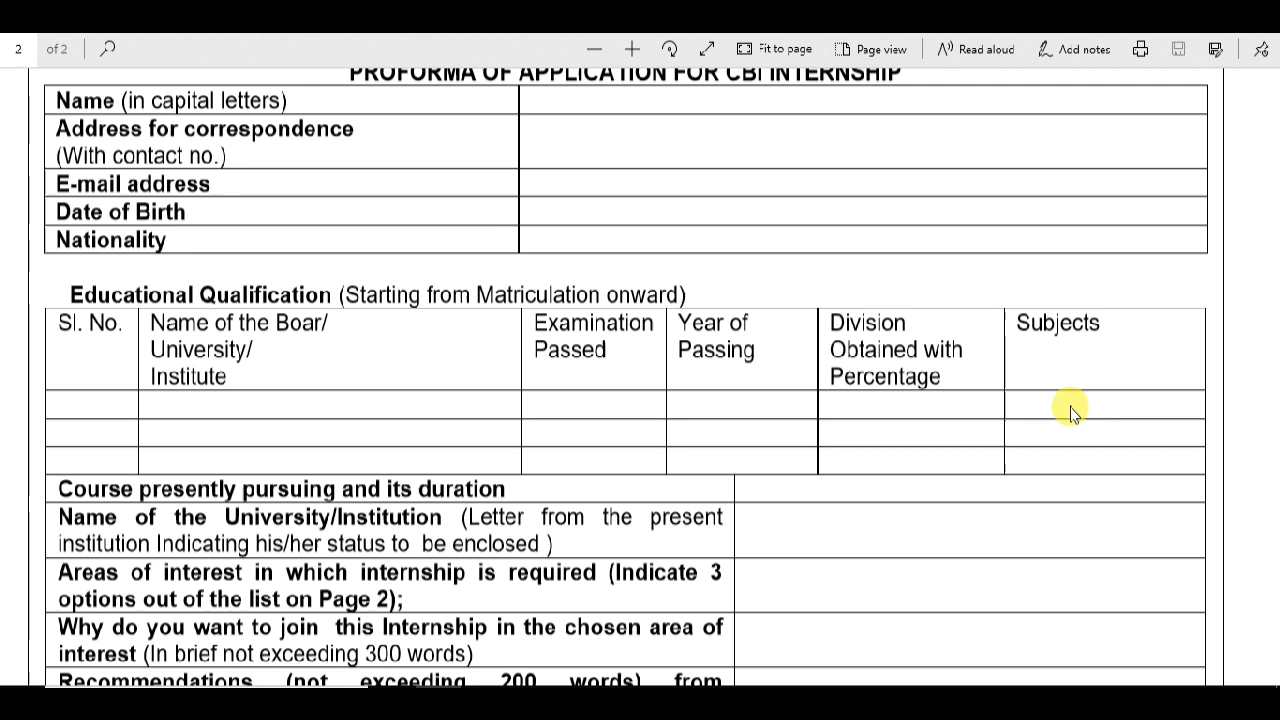 2 of 2 Fit to page Page view Read aloud Add notes
PROFORMA OF APPLICATION FOR CBI INTERNSHIP
Name (in capital letters)
Address for correspondence
(With contact no.)
E-mail address
Date of Birth
Nationality
Educational Qualification (Starting from Matriculation onward)
Sl. No. Name of the Boar/ Examination Year of Division Subjects
University/ Passed Passing Obtained with
Institute Percentage
Course presently pursuing and its duration
Name of the University/Institution (Letter from the present
institution Indicating his/her status to be enclosed )
Areas of interest in which internship is required (Indicate 3
options out of the list on Page 2);
Why do you want to join this Internship in the chosen area of
interest (In brief not exceeding 300 words)
Recommendations (not exceeding 200 words) from